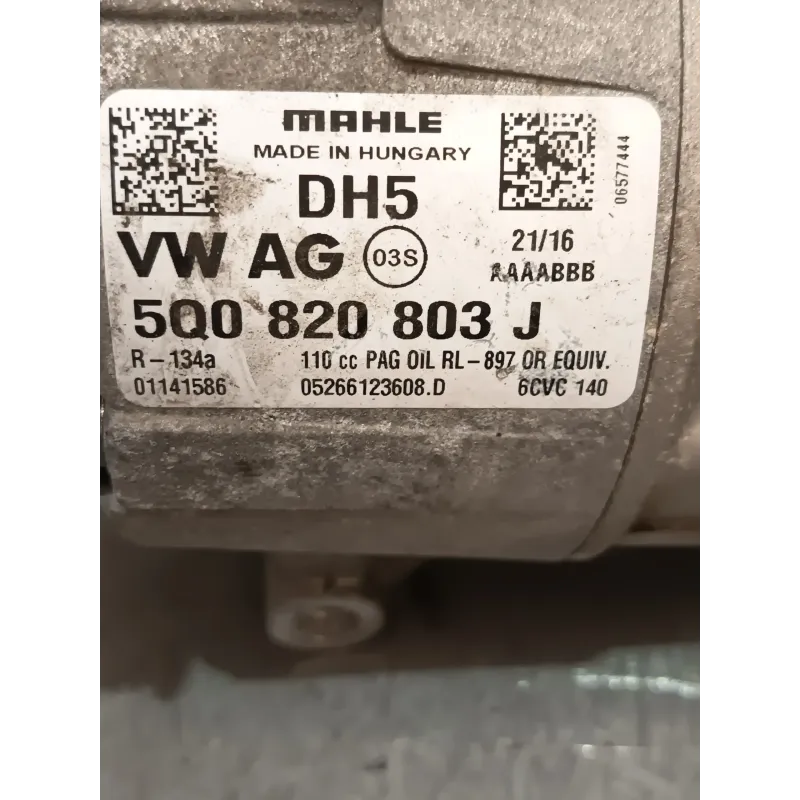 MAHLE
MADE IN HUNGARY
DH5
06577444
VW AG 03S 21/16
AAAABBB
5Q0 820 803 J
R-134a 110 cc PAG OIL RL-897 OR EQUIV.
01141586 05266123608.D 6CVC 140